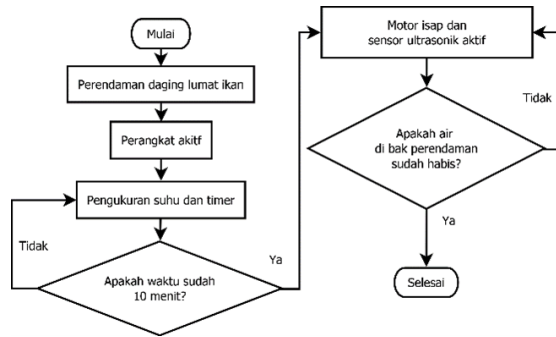 Mulai
Perendaman daging lumat ikan
Perangkat akitf
Pengukuran suhu dan timer
Tidak
Apakah waktu sudah
10 menit?
Ya
Motor isap dan
sensor ultrasonik aktif
Tidak
Apakah air
di bak perendaman
sudah habis?
Ya
Selesai